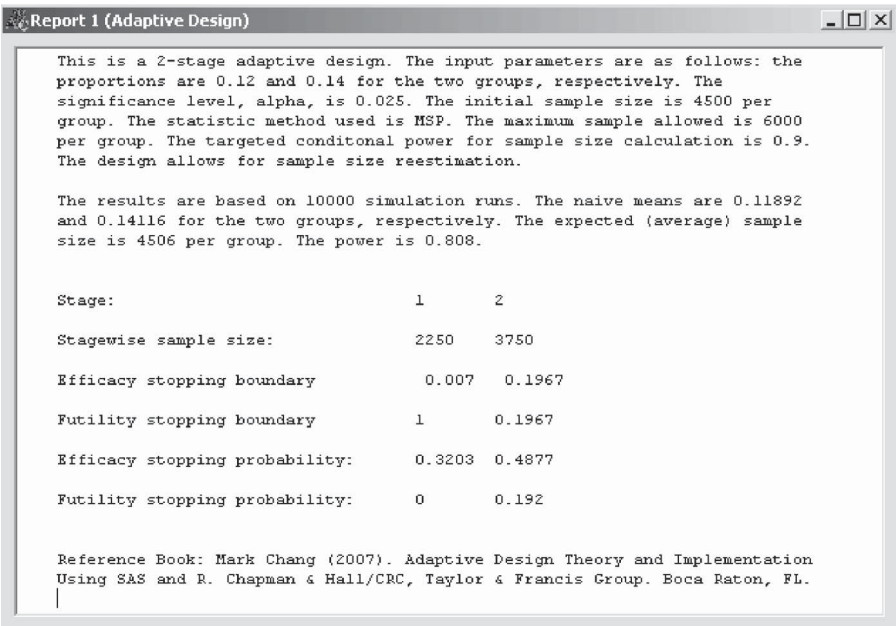 Report 1 (Adaptive Design)
This is a 2-stage adaptive design. The input parameters are as follows: the
proportions are 0.12 and 0.14 for the two groups, respectively. The
significance level, alpha, is 0.025. The initial sample size is 4500 per
group. The statistic method used is MSP. The maximum sample allowed is 6000
per group. The targeted conditonal power for sample size calculation is 0.9.
The design allows for sample size reestimation.
The results are based on 10000 simulation runs. The naive means are 0.11892
and 0.14116 for the two groups, respectively. The expected (average) sample
size is 4506 per group. The power is 0.808.
Stage: 1 2
Stagewise sample size: 2250 3750
Efficacy stopping boundary 0.007 0.1967
Futility stopping boundary 1 0.1967
Efficacy stopping probability: 0.3203 0.4877
Futility stopping probability: 0 0.192
Reference Book: Mark Chang (2007). Adaptive Design Theory and Implementation
Using SAS and R. Chapman & Hall/CRC, Taylor & Francis Group. Boca Raton, FL.